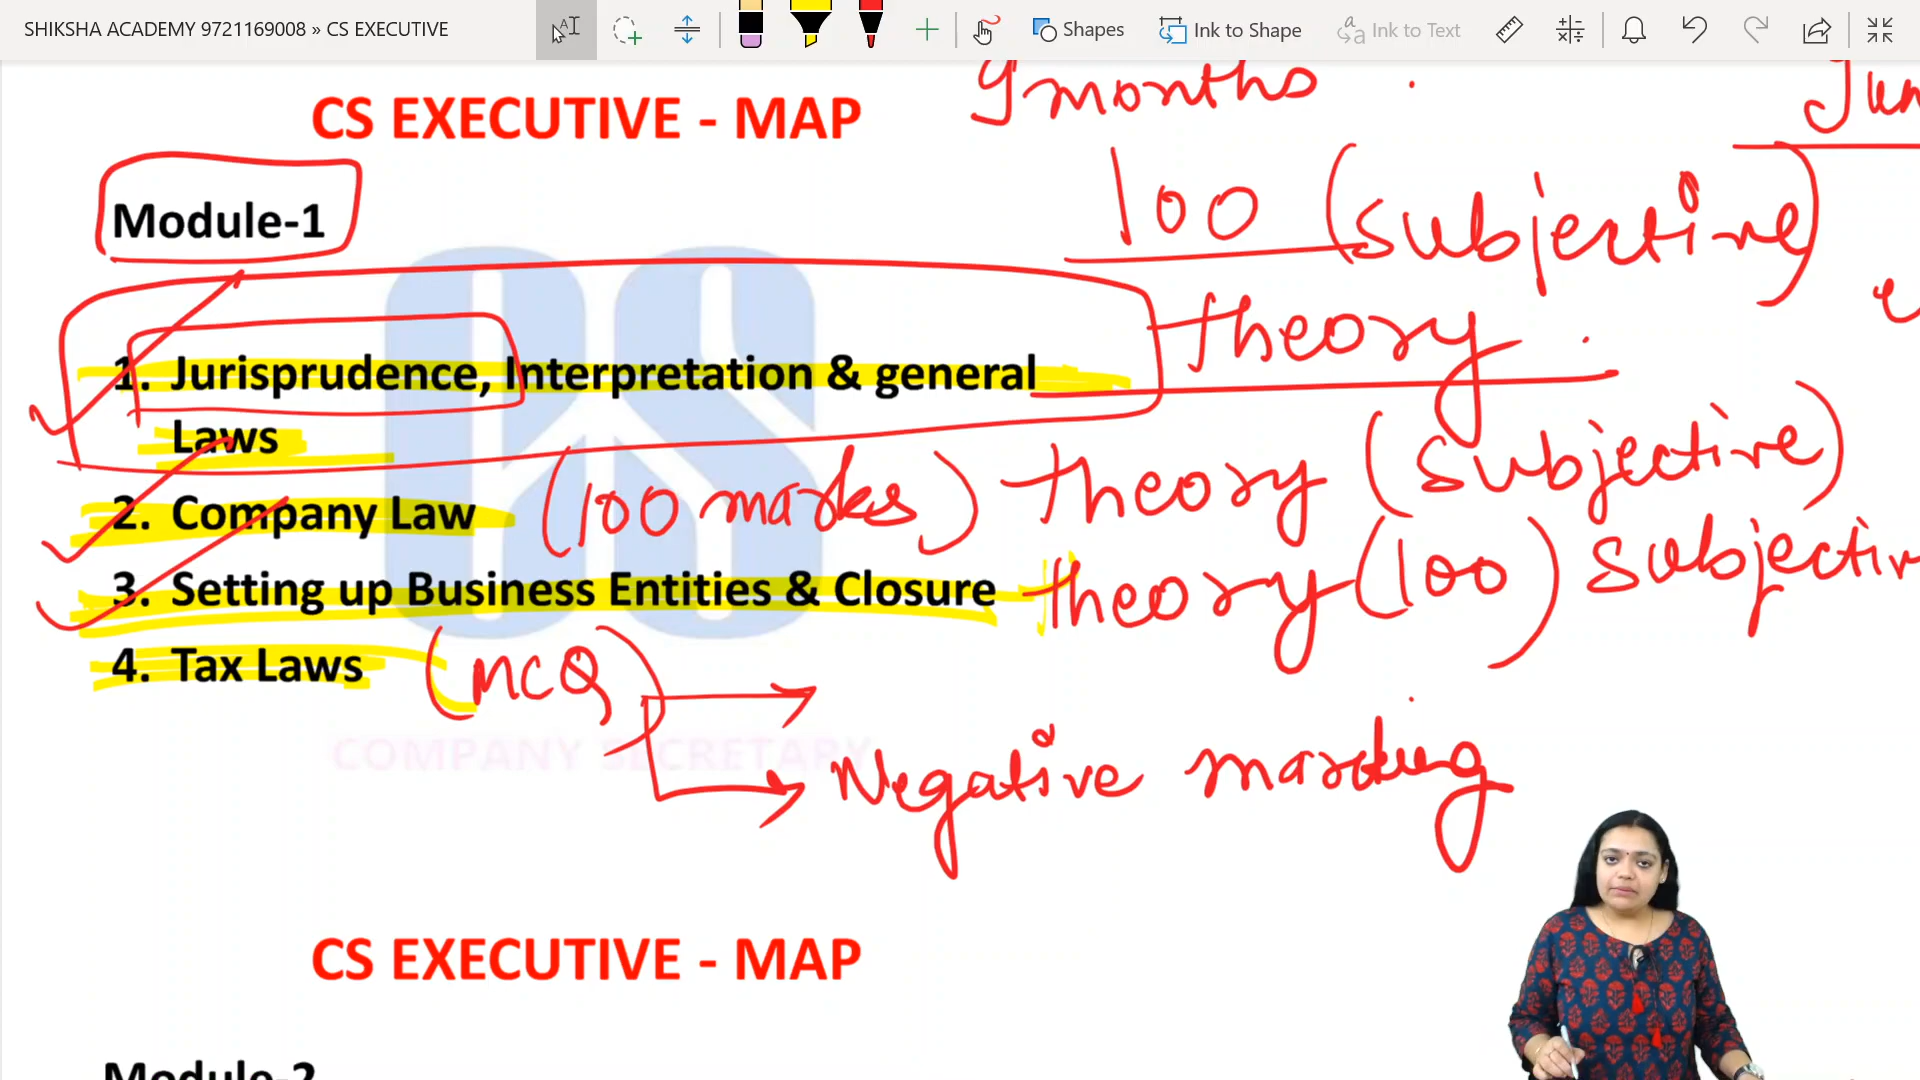 SHIKSHA ACADEMY 9721169008 » CS EXECUTIVE
Shapes
Ink to Shape
Ink to Text
CS EXECUTIVE - MAP
9 months
Module-1
100 (subjective)
theory
1. Jurisprudence, Interpretation & general
Laws
2. Company Law (100 marks) theory (subjective)
3. Setting up Business Entities & Closure theory (100)
4. Tax Laws (MCQ)
COMPANY SECRETARY
Negative marking
CS EXECUTIVE - MAP
Module-2